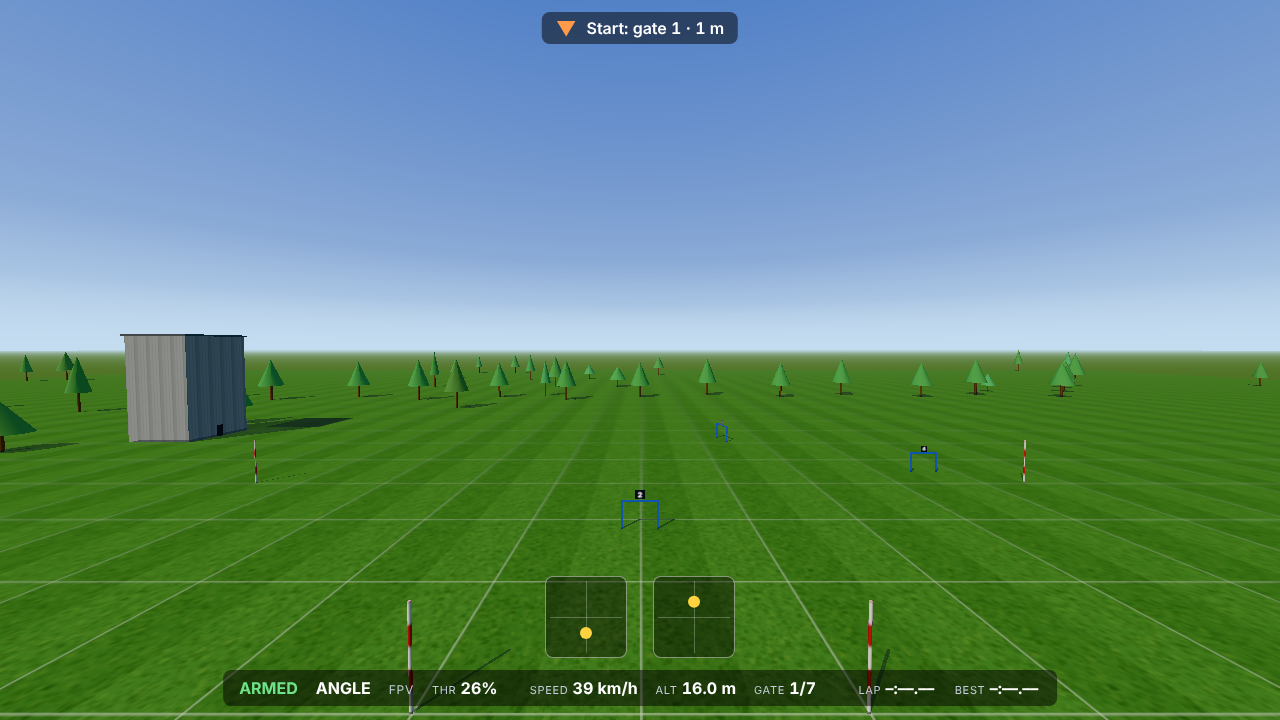 Start: gate 1 · 1 m
2
ARMED ANGLE FPV THR 26% SPEED 39 km/h ALT 16.0 m GATE 1/7 LAP –:––.–– BEST –:––.––